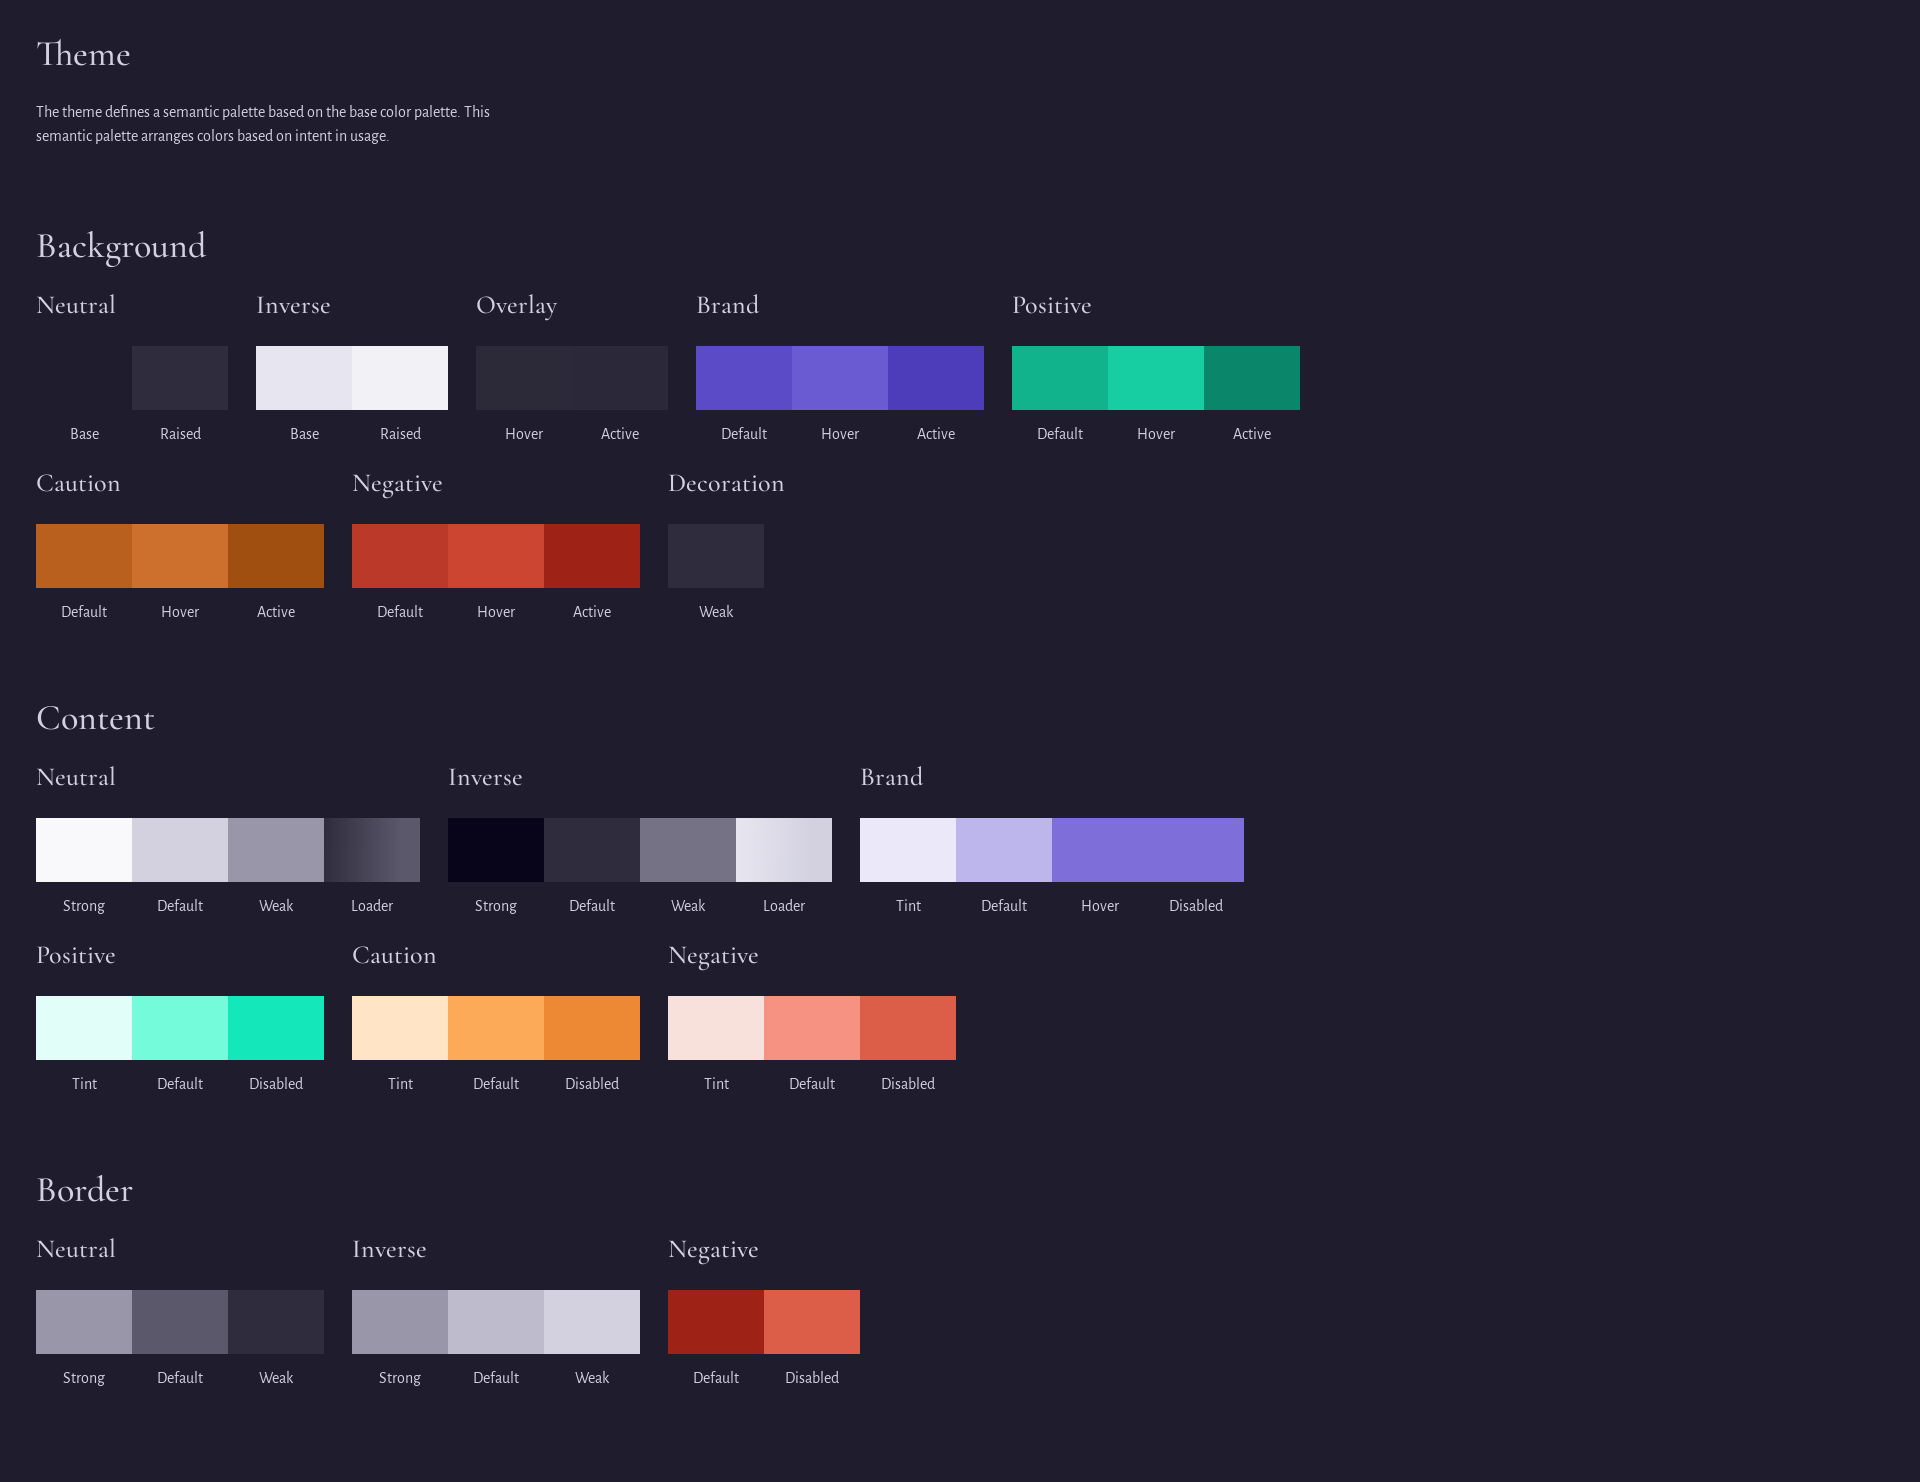 Theme
The theme defines a semantic palette based on the base color palette. This
semantic palette arranges colors based on intent in usage.
Background
Neutral Inverse Overlay Brand Positive
Base Raised Base Raised Hover Active Default Hover Active Default Hover Active
Caution Negative Decoration
Default Hover Active Default Hover Active Weak
Content
Neutral Inverse Brand
Strong Default Weak Loader Strong Default Weak Loader Tint Default Hover Disabled
Positive Caution Negative
Tint Default Disabled Tint Default Disabled Tint Default Disabled
Border
Neutral Inverse Negative
Strong Default Weak Strong Default Weak Default Disabled